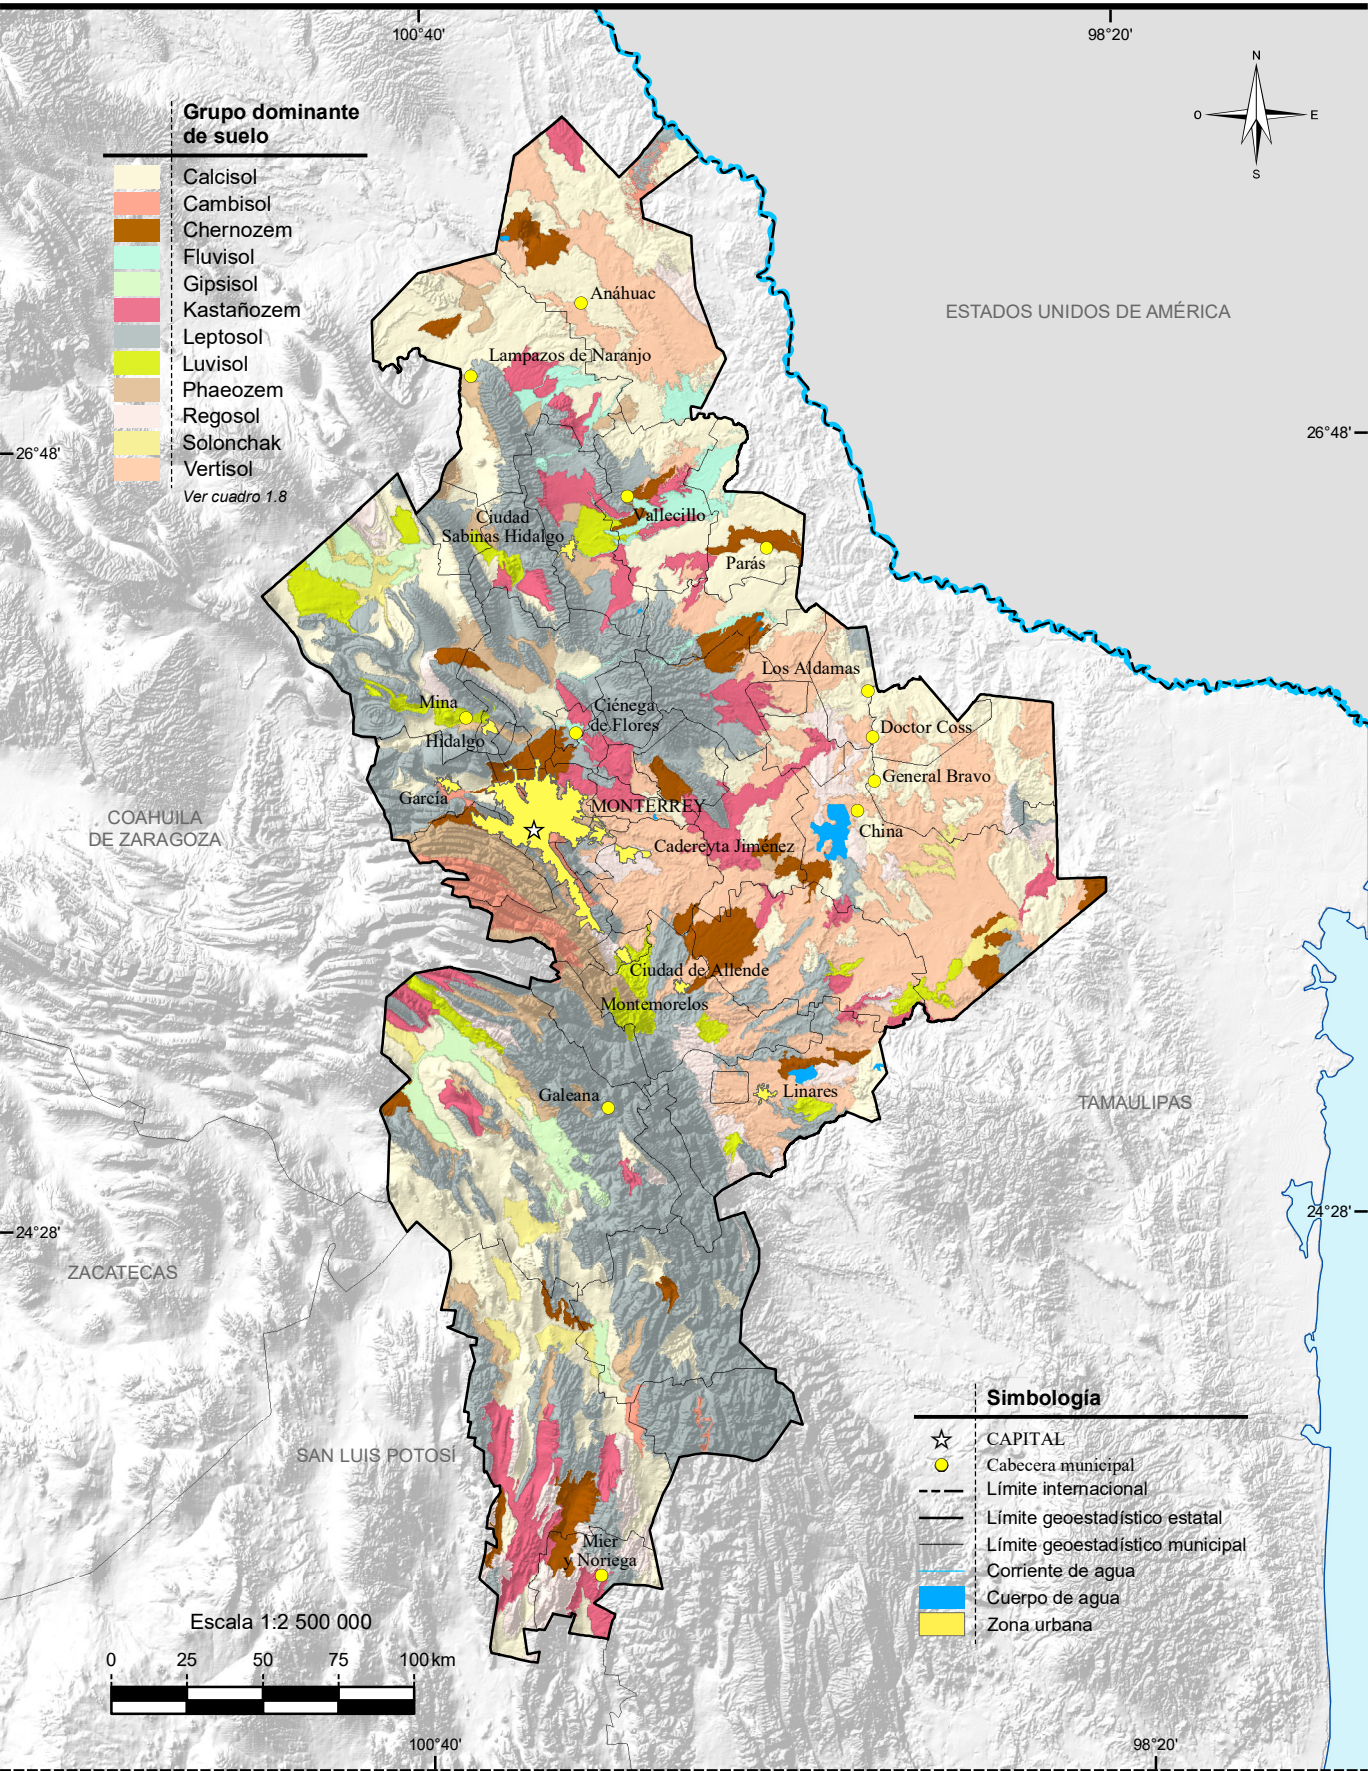 100°40'
98°20'
N
O
E
S
Grupo dominante
de suelo
Calcisol
Cambisol
Chernozem
Fluvisol
Gipsisol
Kastañozem
Leptosol
Luvisol
Phaeozem
Regosol
Solonchak
Vertisol
Ver cuadro 1.8
ESTADOS UNIDOS DE AMÉRICA
Anáhuac
Lampazos de Naranjo
26°48'
26°48'
Vallecillo
Ciudad
Sabinas Hidalgo
Parás
Los Aldamas
Mina
Ciénega
de Flores
Doctor Coss
Hidalgo
General Bravo
García
MONTERREY
COAHUILA
DE ZARAGOZA
China
Cadereyta Jiménez
Ciudad de Allende
Montemorelos
Galeana
Linares
TAMAULIPAS
24°28'
24°28'
ZACATECAS
SAN LUIS POTOSÍ
Mier
y Noriega
Simbología
CAPITAL
Cabecera municipal
Límite internacional
Límite geoestadístico estatal
Límite geoestadístico municipal
Corriente de agua
Cuerpo de agua
Zona urbana
Escala 1:2 500 000
0 25 50 75 100 km
100°40'
98°20'